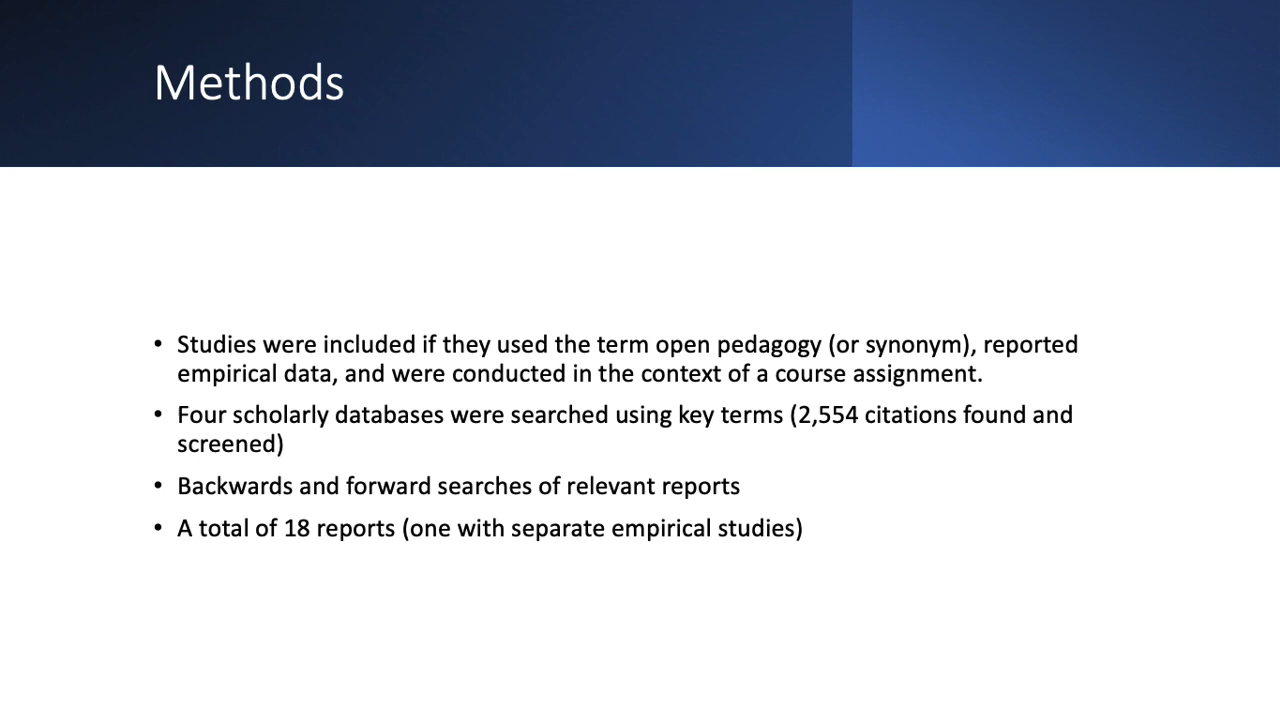 Methods
• Studies were included if they used the term open pedagogy (or synonym), reported
empirical data, and were conducted in the context of a course assignment.
• Four scholarly databases were searched using key terms (2,554 citations found and
screened)
• Backwards and forward searches of relevant reports
• A total of 18 reports (one with separate empirical studies)